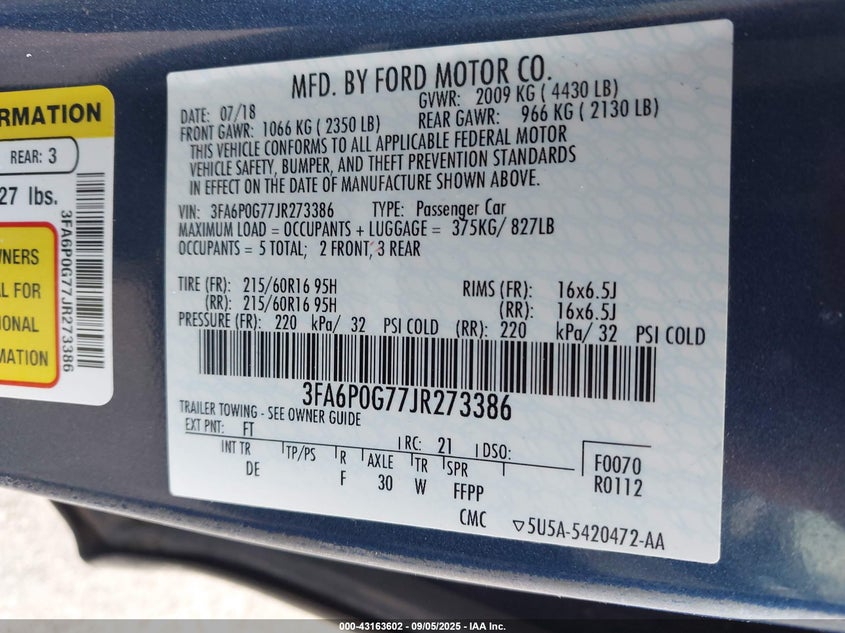 RMATION
REAR: 3
27 lbs.
WNERS
AL FOR
IONAL
MATION
3FA6P0G77JR273386
MFD. BY FORD MOTOR CO.
DATE: 07/18 GVWR: 2009 KG ( 4430 LB)
FRONT GAWR: 1066 KG ( 2350 LB) REAR GAWR: 966 KG ( 2130 LB)
THIS VEHICLE CONFORMS TO ALL APPLICABLE FEDERAL MOTOR
VEHICLE SAFETY, BUMPER, AND THEFT PREVENTION STANDARDS
IN EFFECT ON THE DATE OF MANUFACTURE SHOWN ABOVE.
VIN: 3FA6P0G77JR273386 TYPE: Passenger Car
MAXIMUM LOAD = OCCUPANTS + LUGGAGE = 375KG/ 827LB
OCCUPANTS = 5 TOTAL; 2 FRONT, 3 REAR
TIRE (FR): 215/60R16 95H RIMS (FR): 16x6.5J
(RR): 215/60R16 95H (RR): 16x6.5J
PRESSURE (FR): 220 kPa/ 32 PSI COLD (RR): 220 kPa/ 32 PSI COLD
3FA6P0G77JR273386
TRAILER TOWING - SEE OWNER GUIDE
EXT PNT: FT RC: 21 DSO: F0070
INT TR TP/PS R AXLE TR SPR R0112
DE F 30 W FFPP
CMC ▽5U5A-5420472-AA
000-43163602 - 09/05/2025 - IAA Inc.